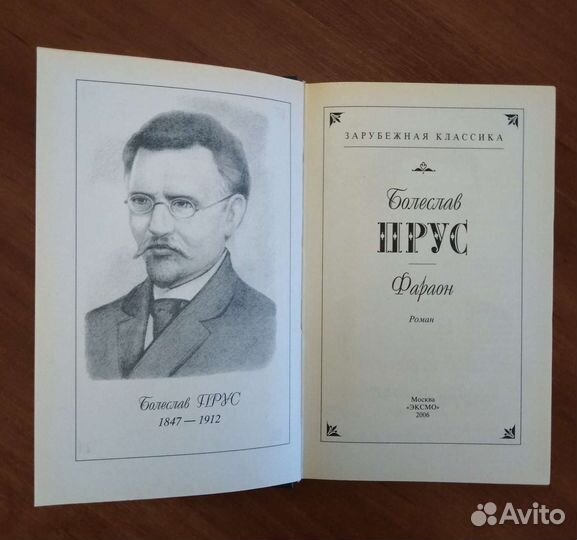 Болеслав ПРУС
1847 — 1912
ЗАРУБЕЖНАЯ КЛАССИКА
Болеслав
ПРУС
Фараон
Роман
Москва
«ЭКСМО»
2006
Avito